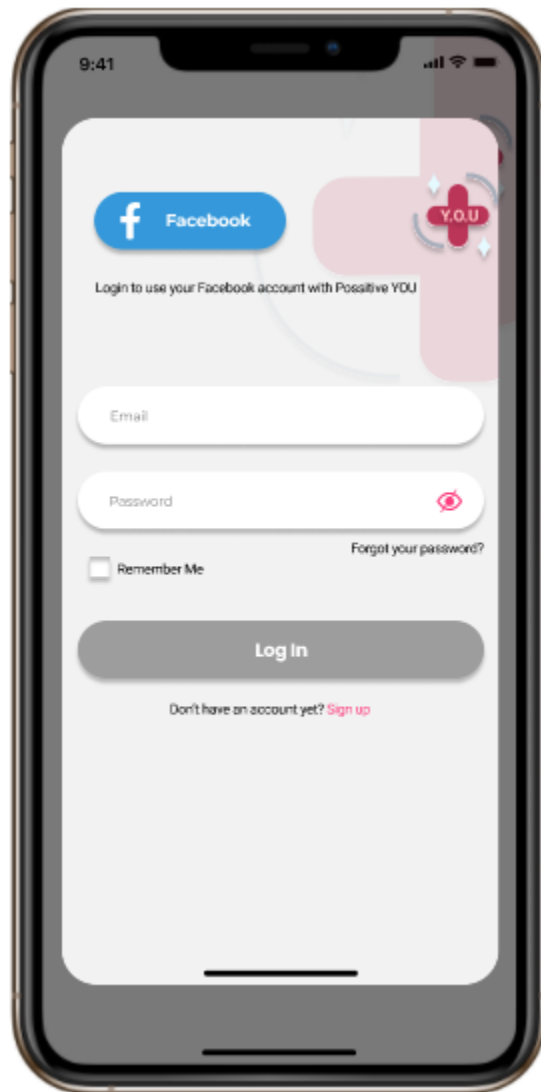 9:41
Facebook
Y.O.U
Login to use your Facebook account with Possitive YOU
Email
Password
Forgot your password?
Remember Me
Log In
Don't have an account yet? Sign up